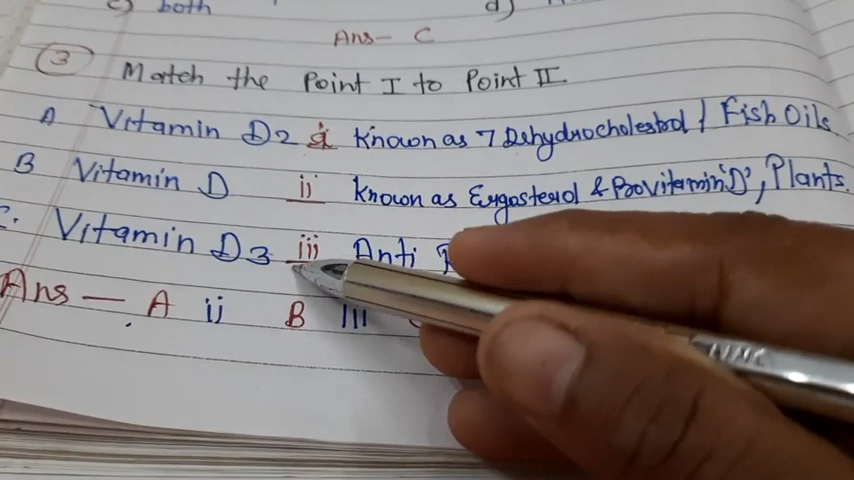 c) both d)
Ans- C
3 Match the Point I to Point II
A Vitamin D2 i Known as 7 Dehydrocholestrol / Fish Oils
B Vitamin D ii Known as Ergosterol & ProVitamin 'D', Plants.
C. Vitamin D3 iii Anti
Ans — A ii B iii